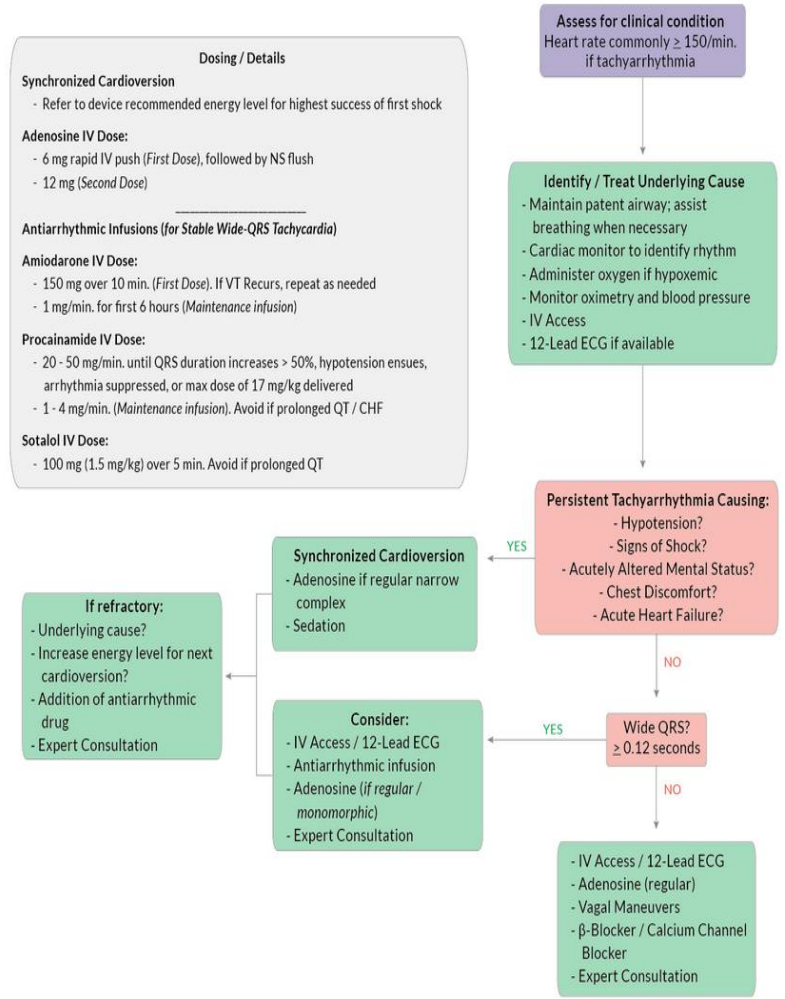 Assess for clinical condition
Heart rate commonly ≥ 150/min.
if tachyarrhythmia
Dosing / Details
Synchronized Cardioversion
- Refer to device recommended energy level for highest success of first shock
Adenosine IV Dose:
- 6 mg rapid IV push (First Dose), followed by NS flush
- 12 mg (Second Dose)
Antiarrhythmic Infusions (for Stable Wide-QRS Tachycardia)
Amiodarone IV Dose:
- 150 mg over 10 min. (First Dose). If VT Recurs, repeat as needed
- 1 mg/min. for first 6 hours (Maintenance infusion)
Procainamide IV Dose:
- 20 - 50 mg/min. until QRS duration increases > 50%, hypotension ensues,
arrhythmia suppressed, or max dose of 17 mg/kg delivered
- 1 - 4 mg/min. (Maintenance infusion). Avoid if prolonged QT / CHF
Sotalol IV Dose:
- 100 mg (1.5 mg/kg) over 5 min. Avoid if prolonged QT
Identify / Treat Underlying Cause
- Maintain patent airway; assist
breathing when necessary
- Cardiac monitor to identify rhythm
- Administer oxygen if hypoxemic
- Monitor oximetry and blood pressure
- IV Access
- 12-Lead ECG if available
Persistent Tachyarrhythmia Causing:
- Hypotension?
- Signs of Shock?
- Acutely Altered Mental Status?
- Chest Discomfort?
- Acute Heart Failure?
YES
Synchronized Cardioversion
- Adenosine if regular narrow
complex
- Sedation
If refractory:
- Underlying cause?
- Increase energy level for next
cardioversion?
- Addition of antiarrhythmic
drug
- Expert Consultation
NO
Wide QRS?
≥ 0.12 seconds
YES
Consider:
- IV Access / 12-Lead ECG
- Antiarrhythmic infusion
- Adenosine (if regular /
monomorphic)
- Expert Consultation
NO
- IV Access / 12-Lead ECG
- Adenosine (regular)
- Vagal Maneuvers
- β-Blocker / Calcium Channel
Blocker
- Expert Consultation